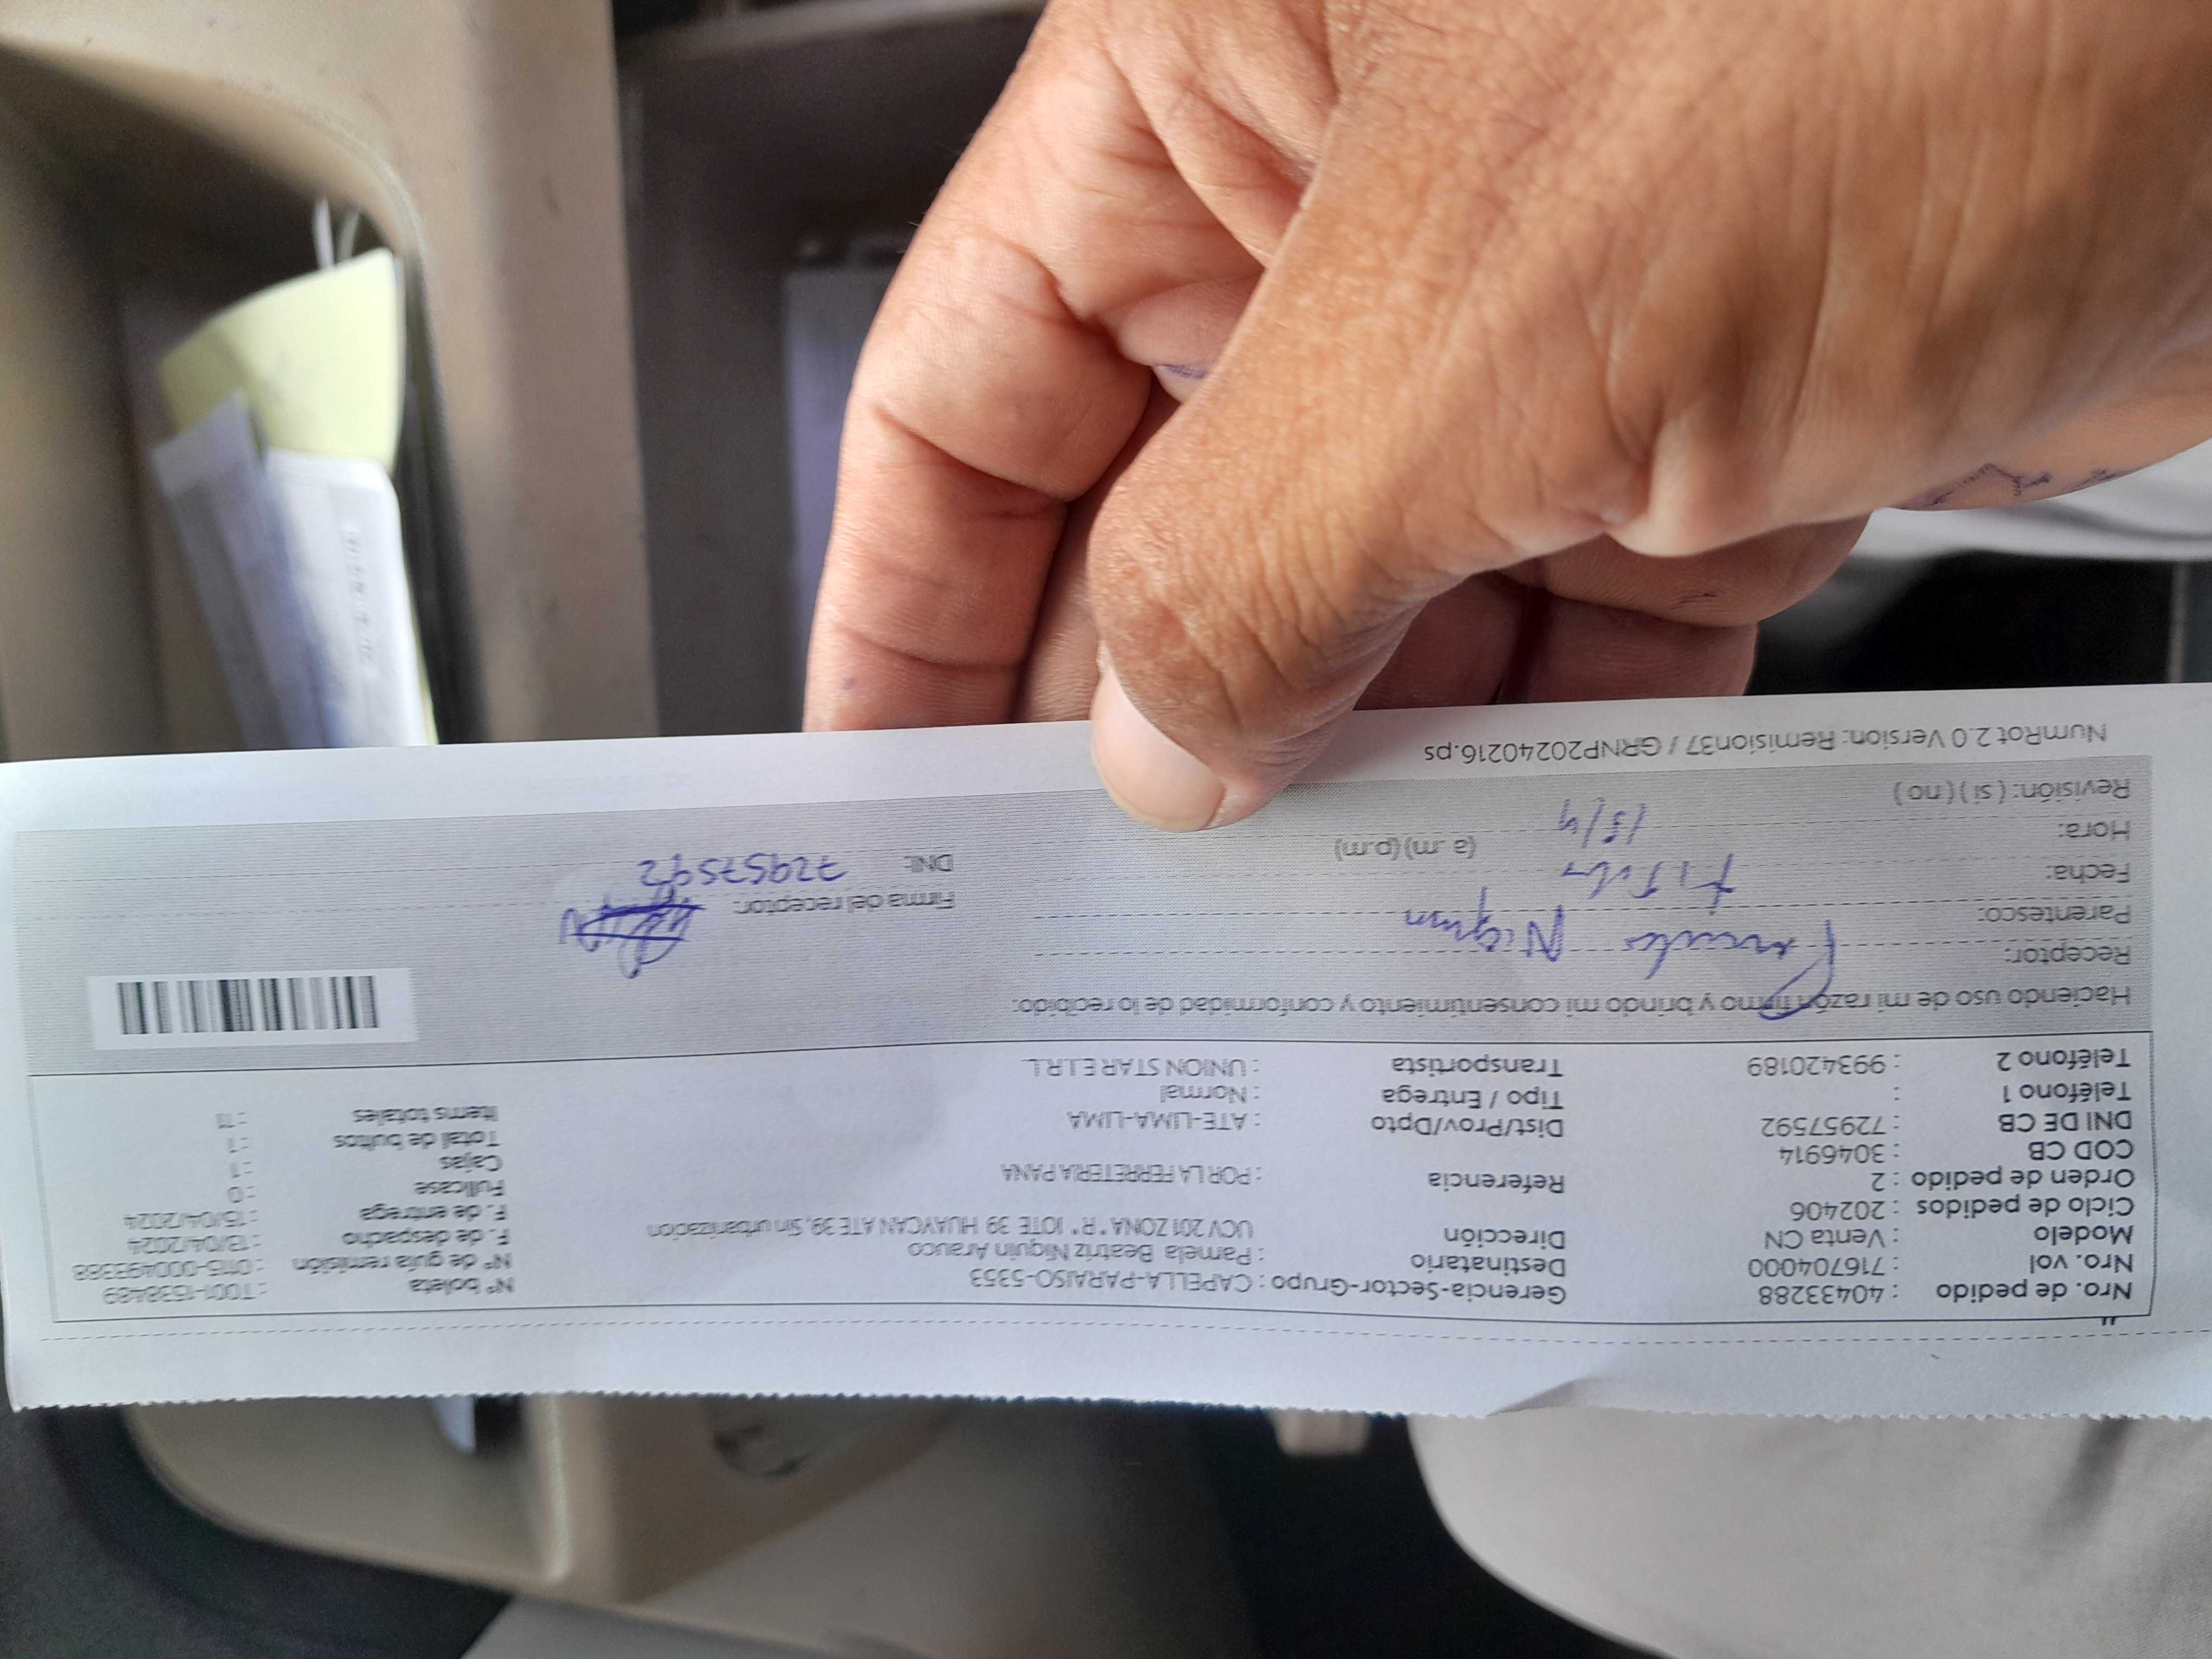 Nro. de pedido : 40433288 Gerencia-Sector-Grupo : CAPELLA-PARAISO-5353 N° boleta : T001-1538489
Nro. vol : 716704000 Destinatario : Pamela Beatriz Niquin Arauco N° de guía remisión : 0115-000493388
Modelo : Venta CN Dirección UCV 201 ZONA "R" lOTE 39 HUAYCAN ATE 39, Sin urbanizacion F. de despacho : 13/04/2024
Ciclo de pedidos : 202406 F. de entrega : 15/04/2024
Orden de pedido : 2 Referencia : POR LA FERRETERIA PANA Fullcase : 0
COD CB : 3046914 Cajas : 1
DNI DE CB : 72957592 Dist/Prov/Dpto : ATE-LIMA-LIMA Total de bultos : 1
Teléfono 1 : Tipo / Entrega : Normal Items totales : 11
Teléfono 2 : 993420189 Transportista : UNION STAR E.I.R.L
Haciendo uso de mi razón firmo y brindo mi consentimiento y conformidad de lo recibido:
Receptor:
Parentesco: Firma del receptor:
Fecha: DNI: 72957592
Hora: 15/4 (a .m) (p.m)
Revisión: ( si ) ( no )
NumRot 2.0 Version: Remision37 / GRNP20240216.ps